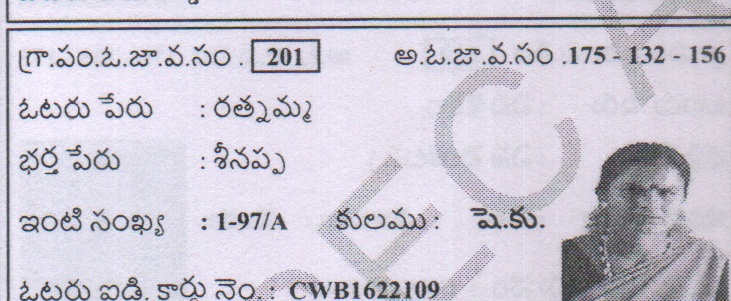 గ్రా.పం.ఓ.జా.వ.సం. 201 అ.ఓ.జా.వ.సం .175 - 132 - 156
ఓటరు పేరు : రత్నమ్మ
భర్త పేరు : శీనప్ప
ఇంటి సంఖ్య : 1-97/A కులము : షె.కు.
ఓటరు ఐడి. కార్డు నెం. : CWB1622109